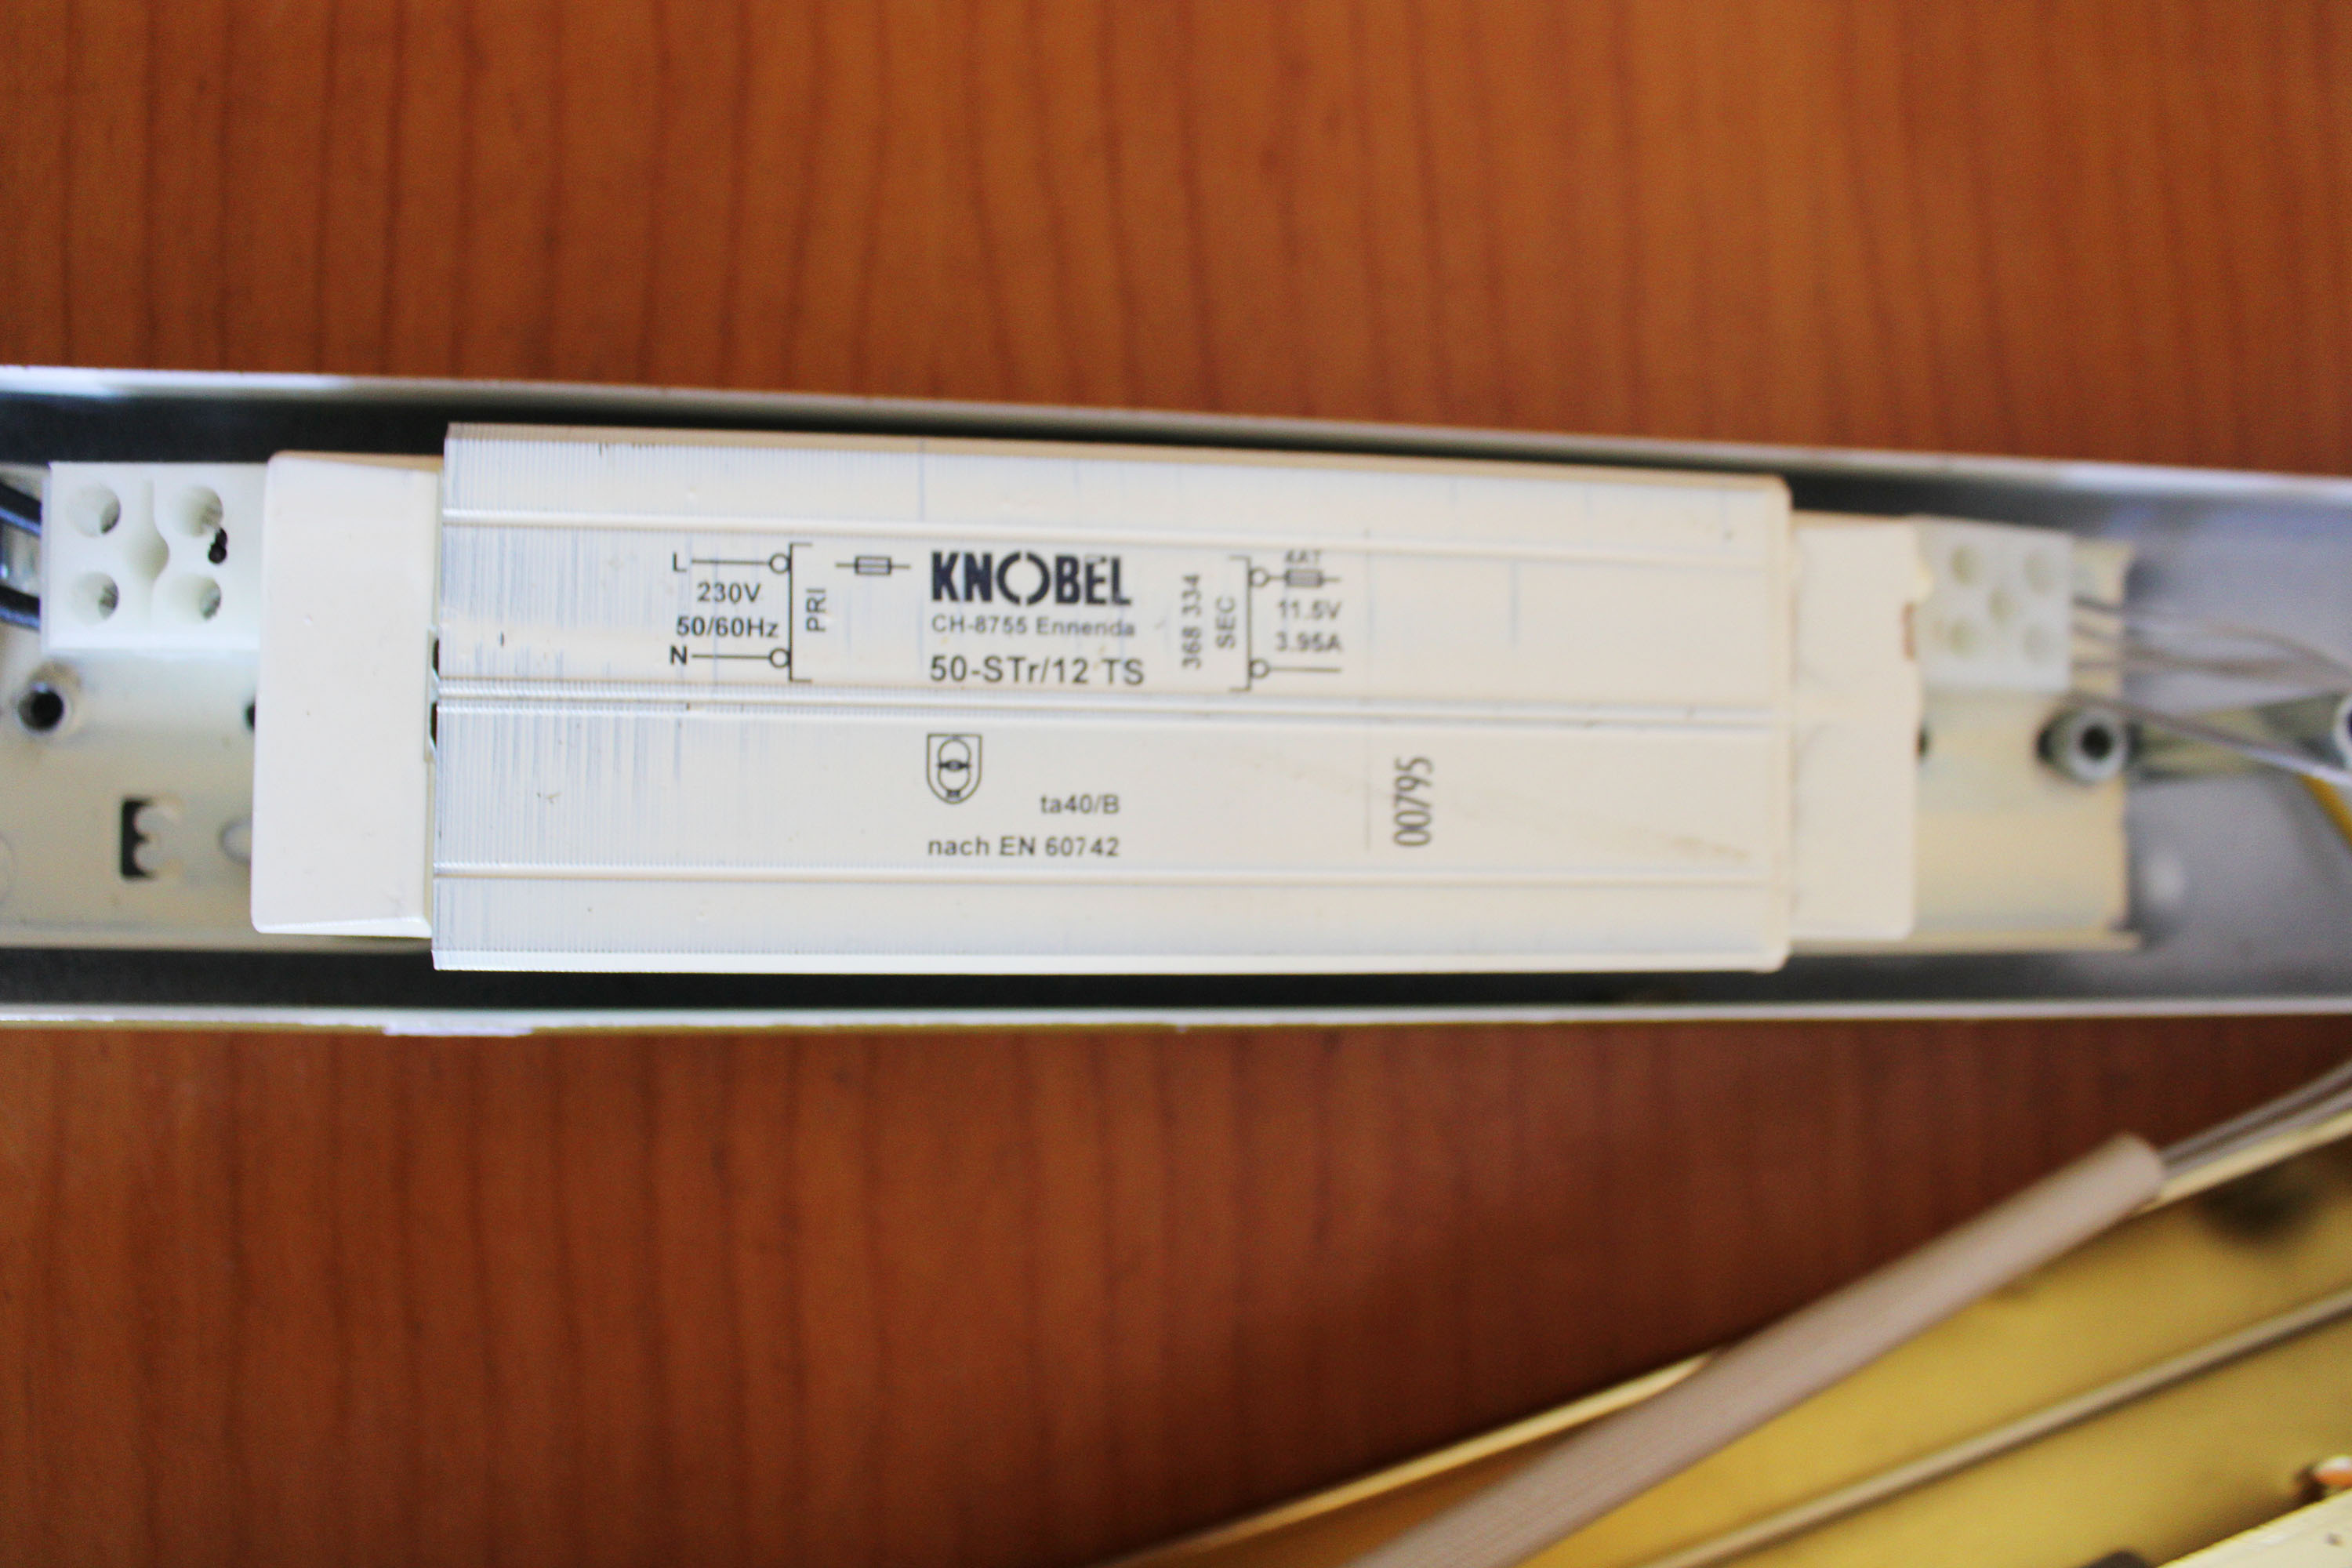 L
230V
50/60Hz
N
PRI
KNOBEL
CH-8755 Ennenda
50-STr/12 TS
368 334
SEC
4AT
11.5V
3.95A
ta40/B
nach EN 60742
00795